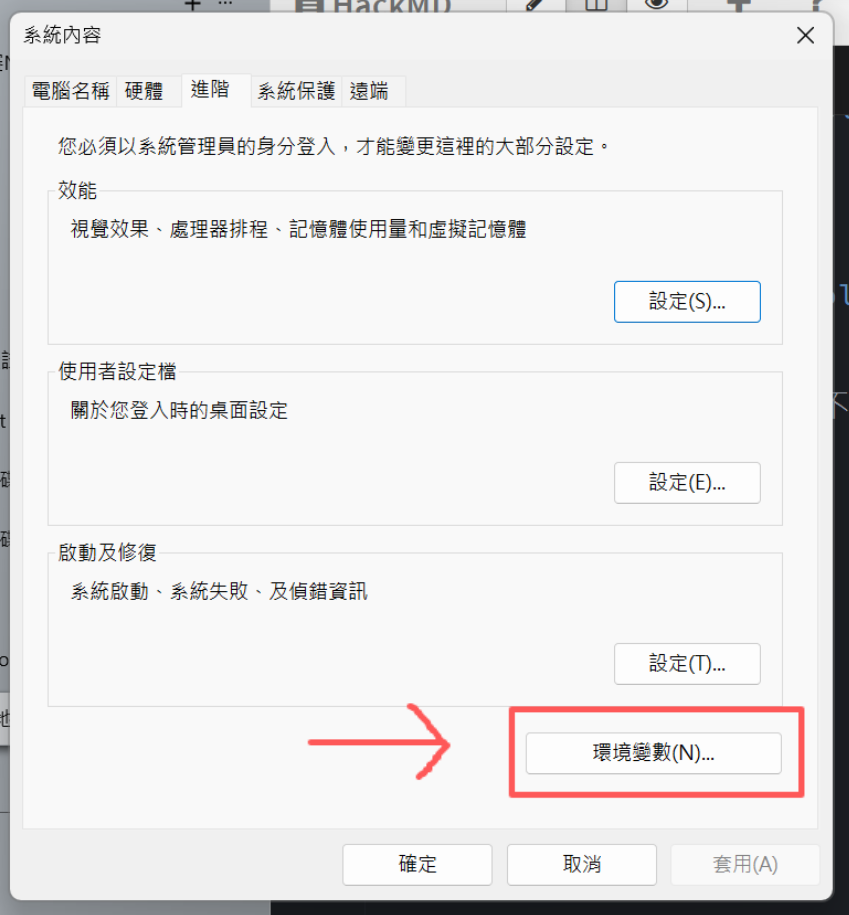 HackMD
系統內容
電腦名稱 硬體 進階 系統保護 遠端
您必須以系統管理員的身分登入，才能變更這裡的大部分設定。
效能
視覺效果、處理器排程、記憶體使用量和虛擬記憶體
設定(S)...
使用者設定檔
關於您登入時的桌面設定
設定(E)...
啟動及修復
系統啟動、系統失敗、及偵錯資訊
設定(T)...
環境變數(N)...
確定 取消 套用(A)